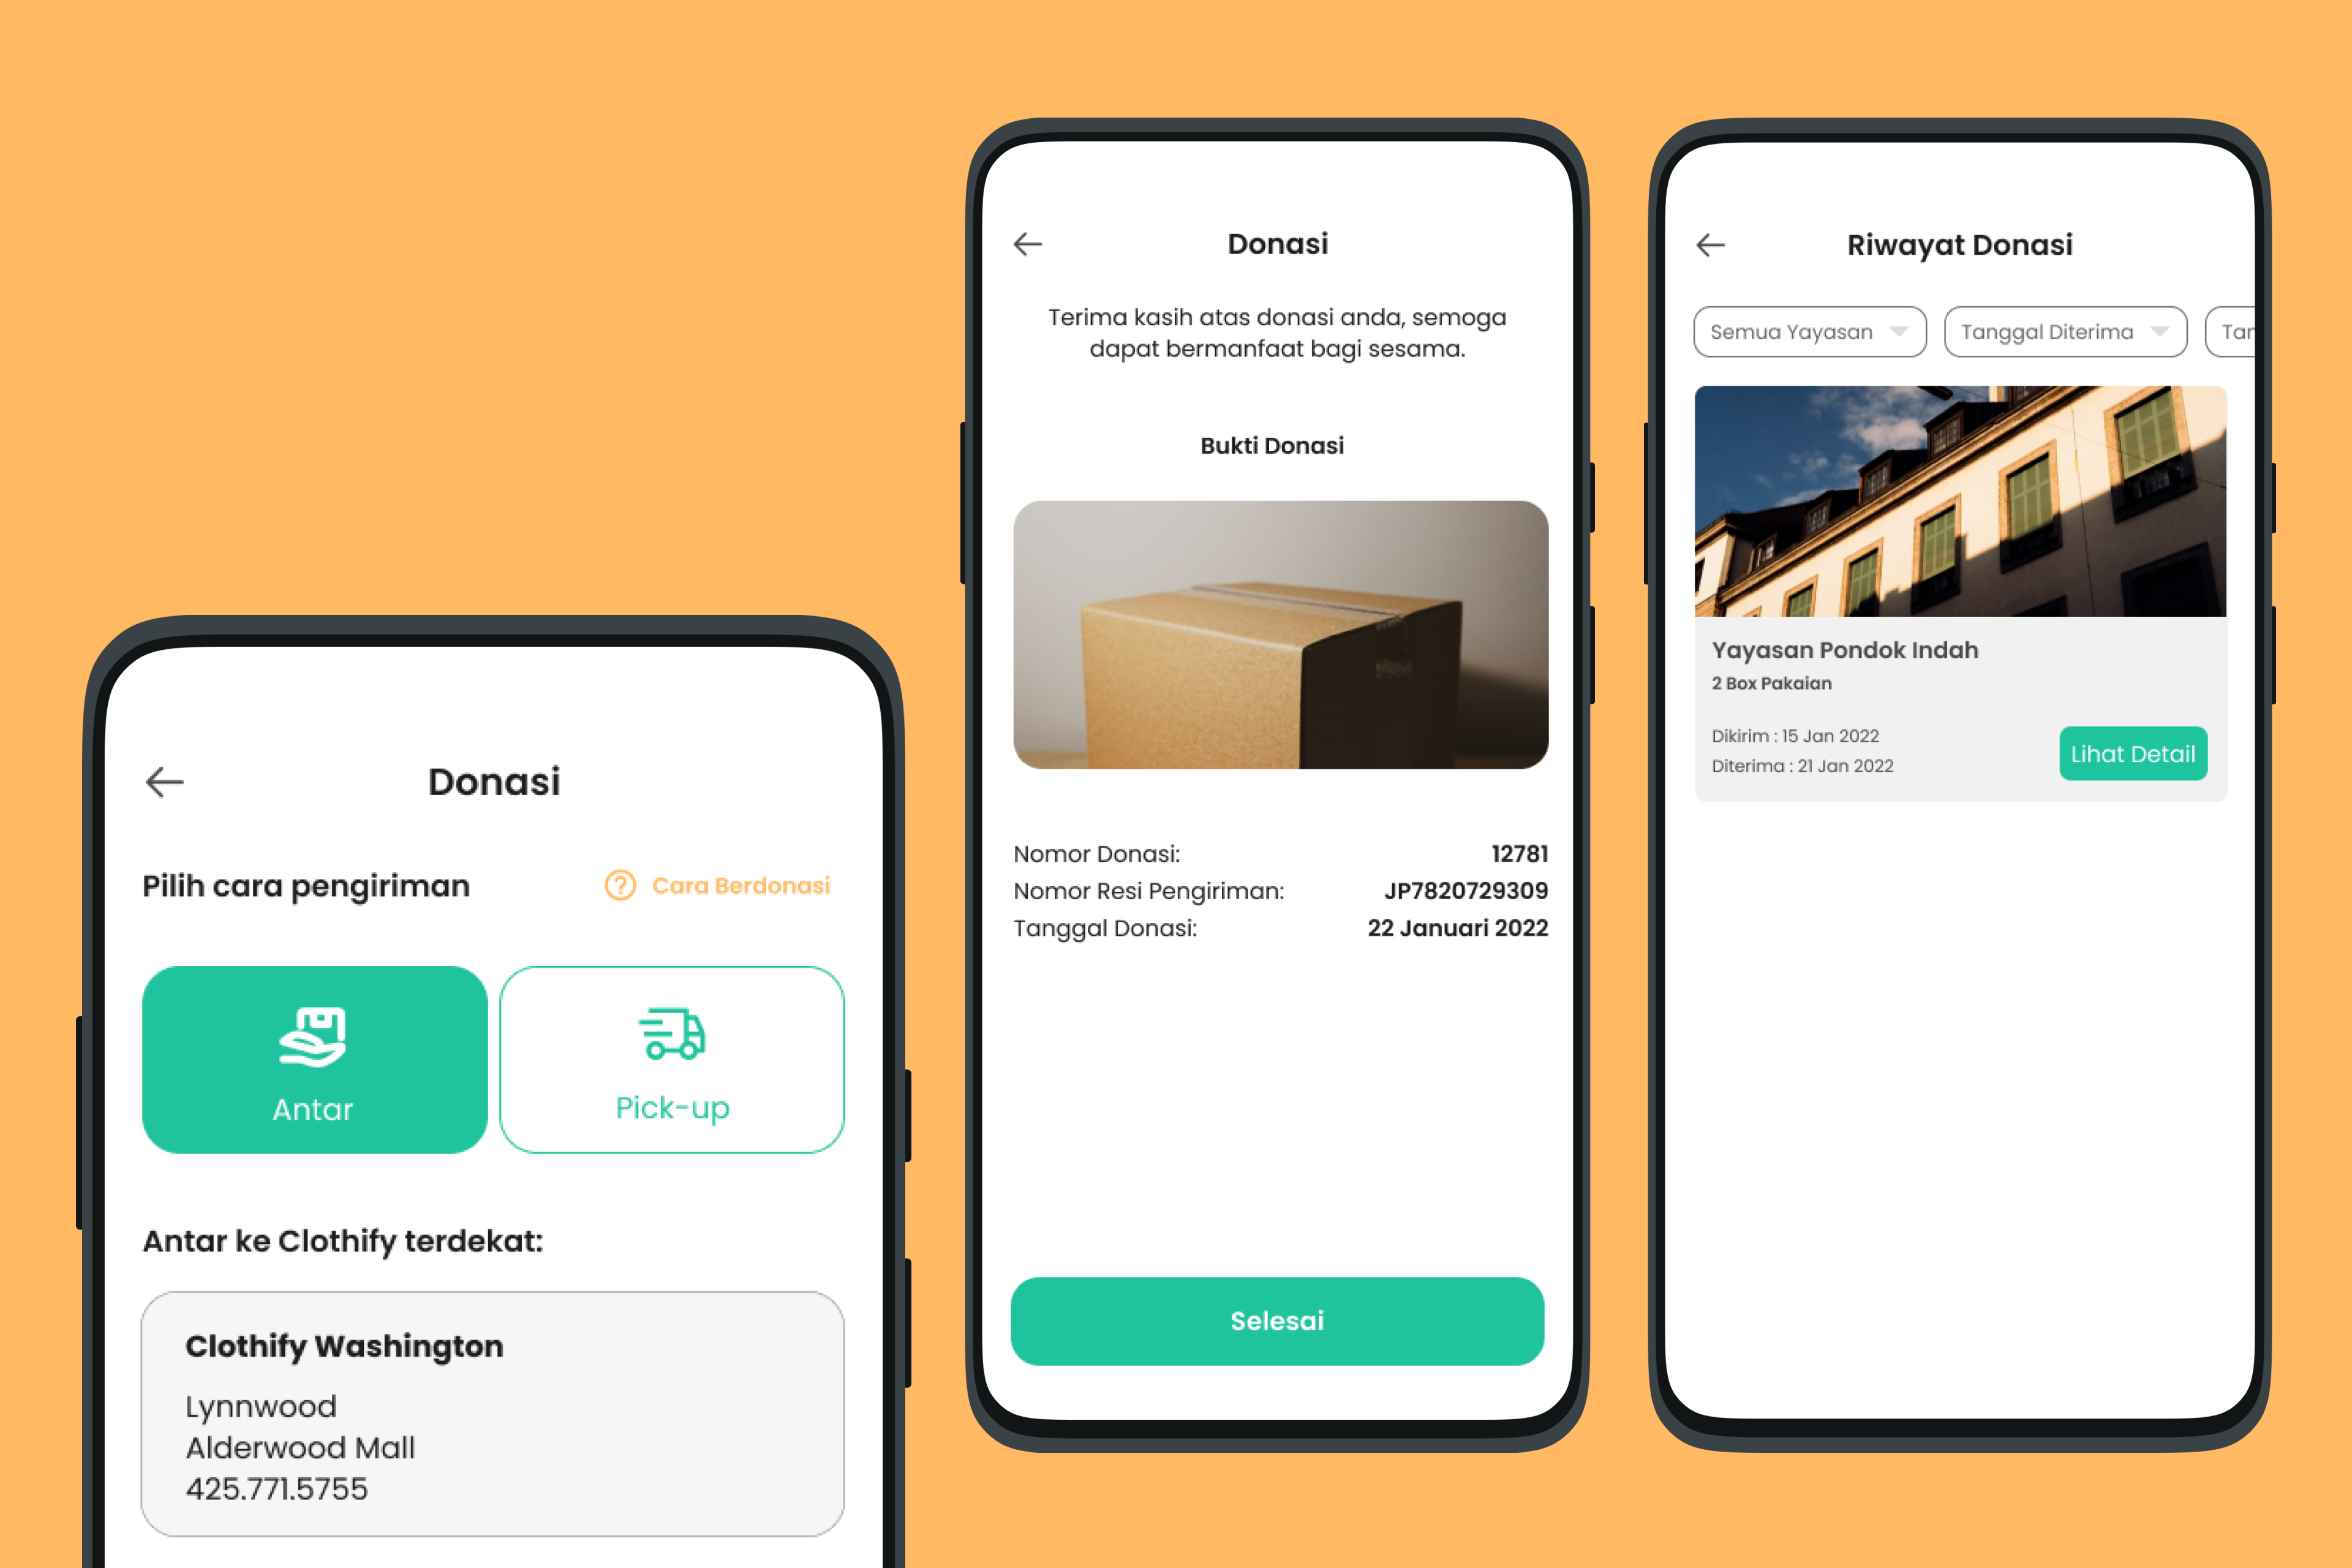 Donasi
Pilih cara pengiriman
Cara Berdonasi
Antar
Pick-up
Antar ke Clothify terdekat:
Clothify Washington
Lynnwood
Alderwood Mall
425.771.5755
Donasi
Terima kasih atas donasi anda, semoga
dapat bermanfaat bagi sesama.
Bukti Donasi
Nomor Donasi: 12781
Nomor Resi Pengiriman: JP7820729309
Tanggal Donasi: 22 Januari 2022
Selesai
Riwayat Donasi
Semua Yayasan
Tanggal Diterima
Tan
Yayasan Pondok Indah
2 Box Pakaian
Dikirim : 15 Jan 2022
Diterima : 21 Jan 2022
Lihat Detail